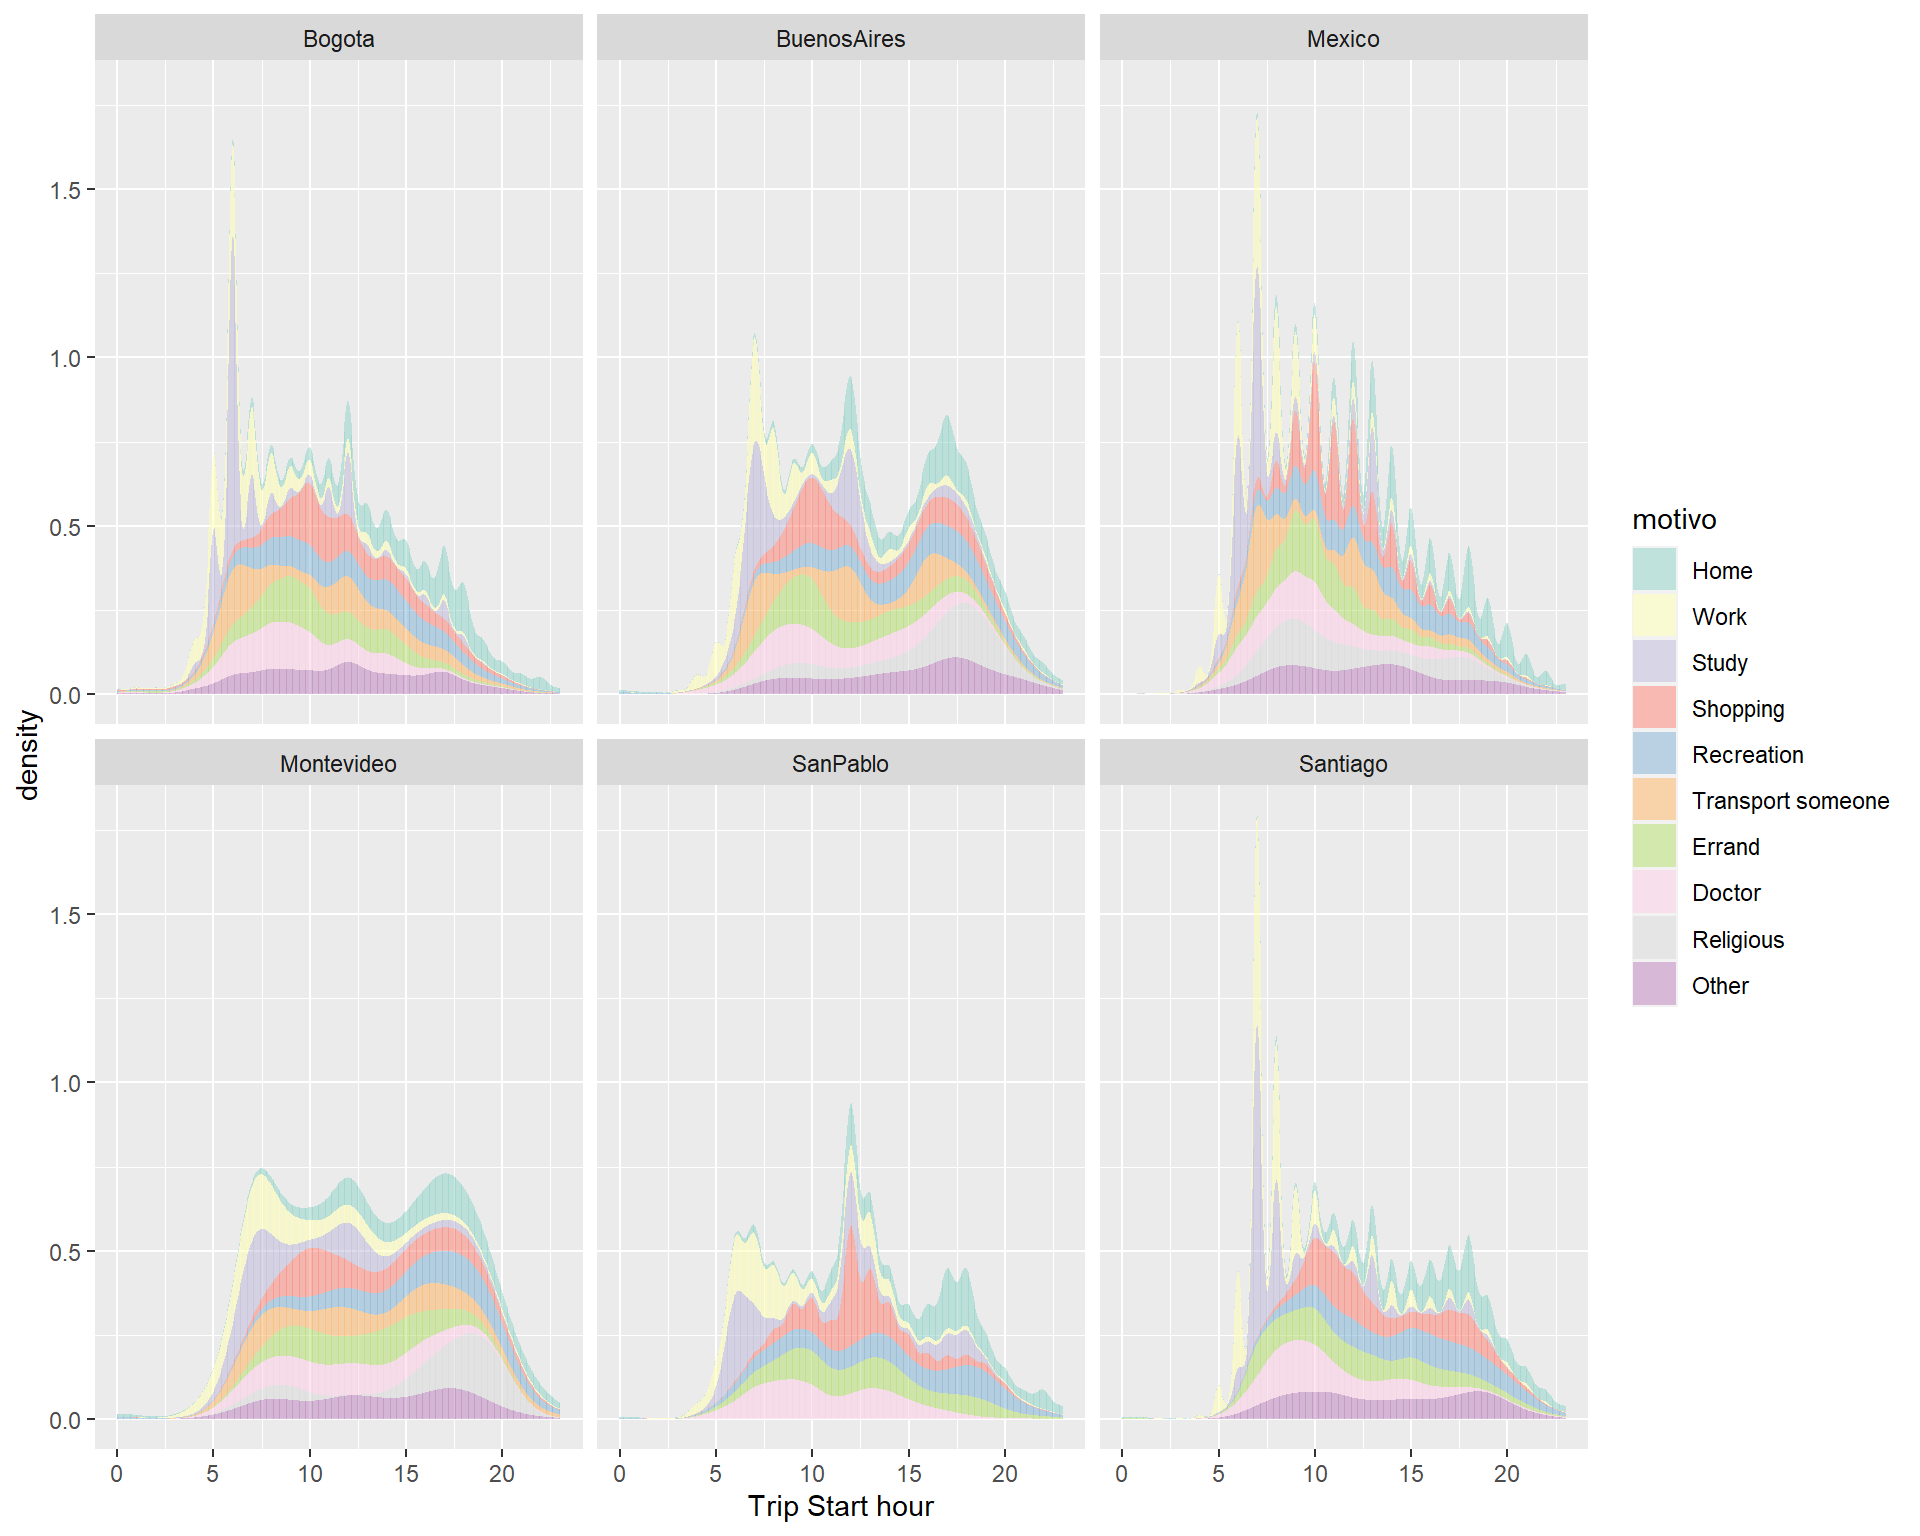 Bogota
BuenosAires
Mexico
1.5
1.0
0.5
0.0
Montevideo
SanPablo
Santiago
1.5
1.0
0.5
0.0
0 5 10 15 20
0 5 10 15 20
0 5 10 15 20
Trip Start hour
density
motivo
Home
Work
Study
Shopping
Recreation
Transport someone
Errand
Doctor
Religious
Other